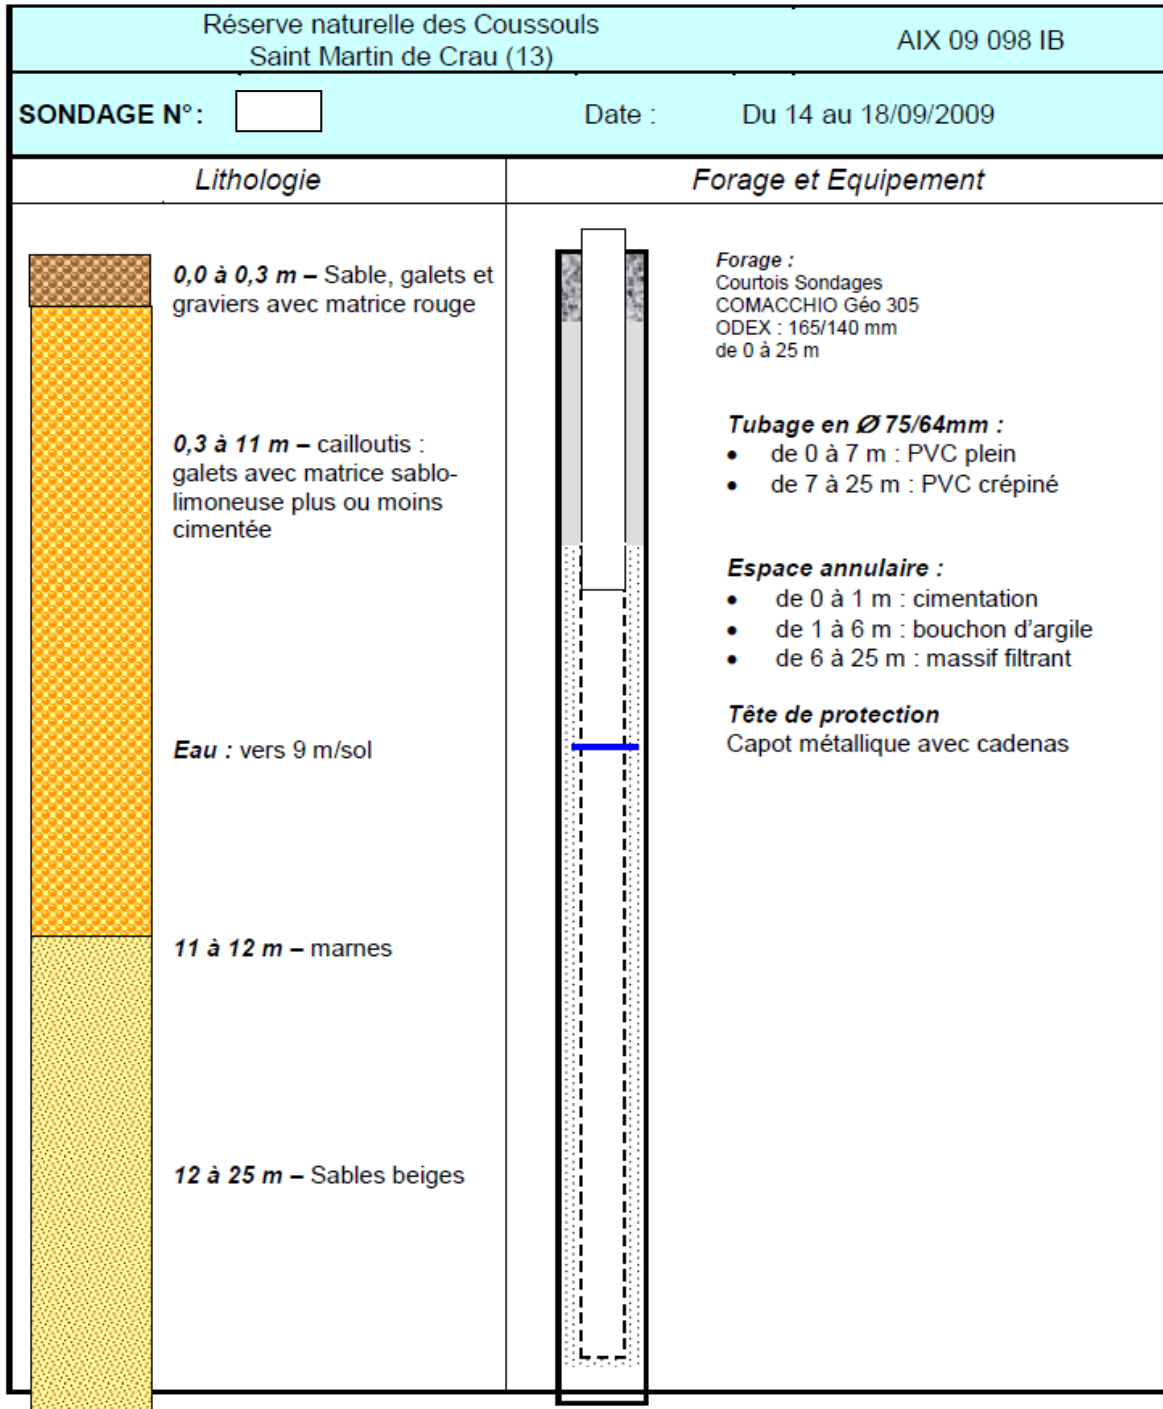 Réserve naturelle des Coussouls
Saint Martin de Crau (13)
AIX 09 098 IB
SONDAGE N° :
Date :
Du 14 au 18/09/2009
Lithologie
Forage et Equipement
0,0 à 0,3 m – Sable, galets et
graviers avec matrice rouge
0,3 à 11 m – cailloutis :
galets avec matrice sablo-
limoneuse plus ou moins
cimentée
Eau : vers 9 m/sol
11 à 12 m – marnes
12 à 25 m – Sables beiges
Forage :
Courtois Sondages
COMACCHIO Géo 305
ODEX : 165/140 mm
de 0 à 25 m
Tubage en Ø 75/64mm :
• de 0 à 7 m : PVC plein
• de 7 à 25 m : PVC crépiné
Espace annulaire :
• de 0 à 1 m : cimentation
• de 1 à 6 m : bouchon d'argile
• de 6 à 25 m : massif filtrant
Tête de protection
Capot métallique avec cadenas